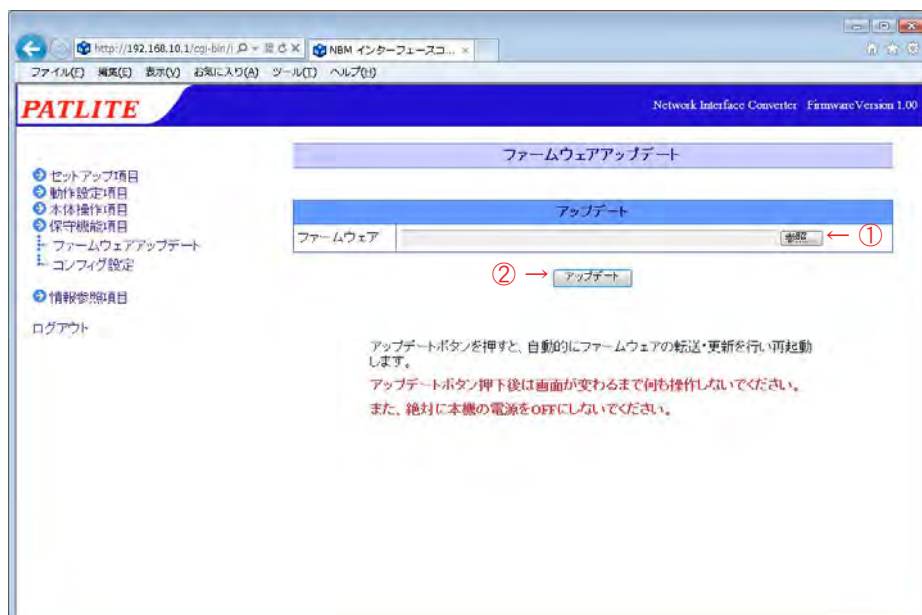 http://192.168.10.1/cgi-bin/i
NBM インターフェースコ...
ファイル(F) 編集(E) 表示(V) お気に入り(A) ツール(T) ヘルプ(H)
PATLITE
Network Interface Converter FirmwareVersion 1.00
ファームウェアアップデート
セットアップ項目
動作設定項目
本体操作項目
保守機能項目
ファームウェアアップデート
コンフィグ設定
情報参照項目
ログアウト
アップデート
ファームウェア
参照...
← ①
② →
アップデート
アップデートボタンを押すと、自動的にファームウェアの転送・更新を行い再起動
します。
アップデートボタン押下後は画面が変わるまで何も操作しないでください。
また、絶対に本機の電源をOFFにしないでください。